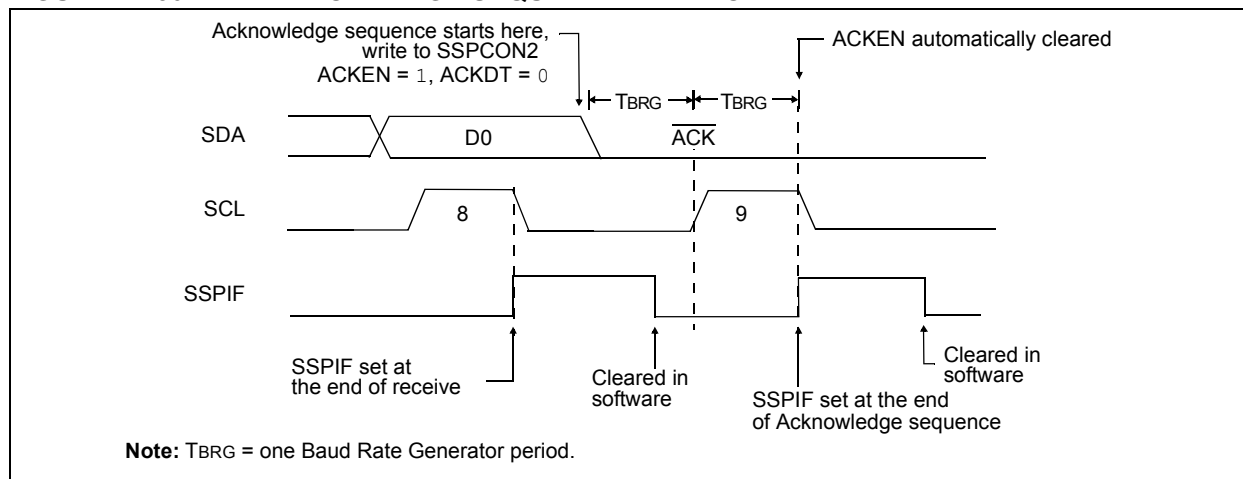 Acknowledge sequence starts here,
write to SSPCON2
ACKEN = 1, ACKDT = 0
ACKEN automatically cleared
TBRG
TBRG
SDA
D0
ACK
SCL
8
9
SSPIF
SSPIF set at
the end of receive
Cleared in
software
SSPIF set at the end
of Acknowledge sequence
Cleared in
software
Note: TBRG = one Baud Rate Generator period.